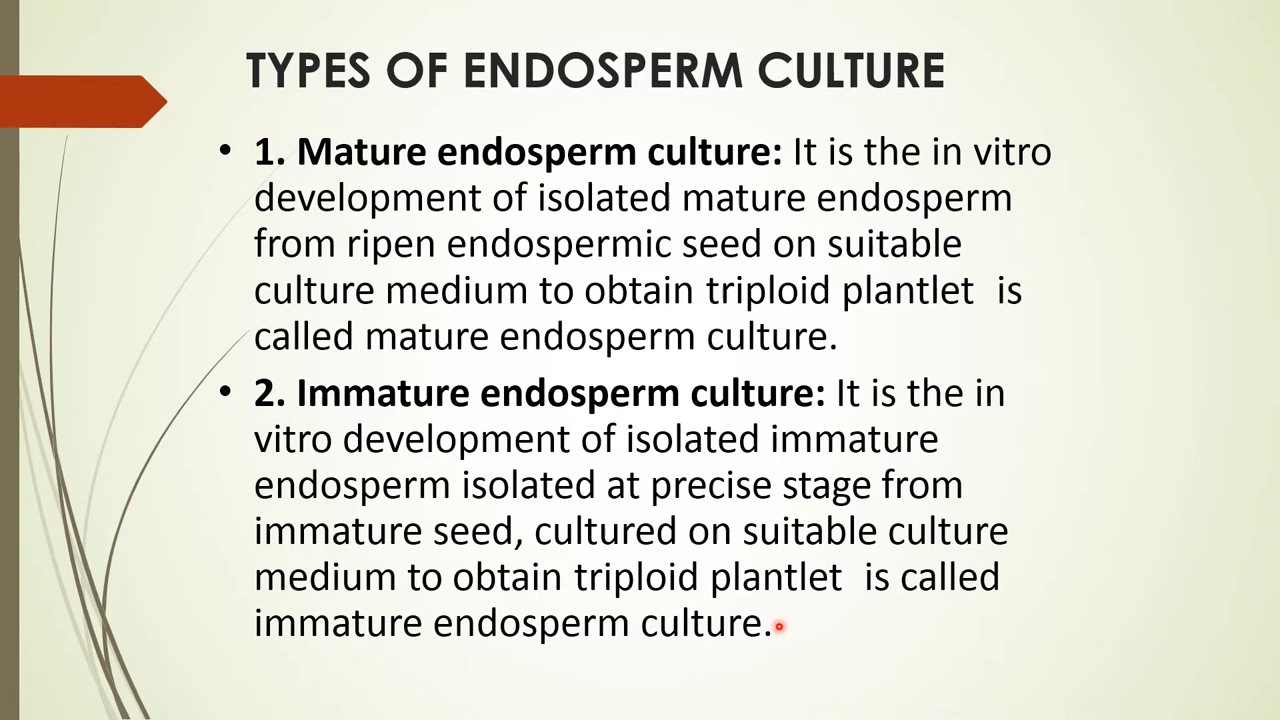 TYPES OF ENDOSPERM CULTURE
• 1. Mature endosperm culture: It is the in vitro
development of isolated mature endosperm
from ripen endospermic seed on suitable
culture medium to obtain triploid plantlet  is
called mature endosperm culture.
• 2. Immature endosperm culture: It is the in
vitro development of isolated immature
endosperm isolated at precise stage from
immature seed, cultured on suitable culture
medium to obtain triploid plantlet  is called
immature endosperm culture.